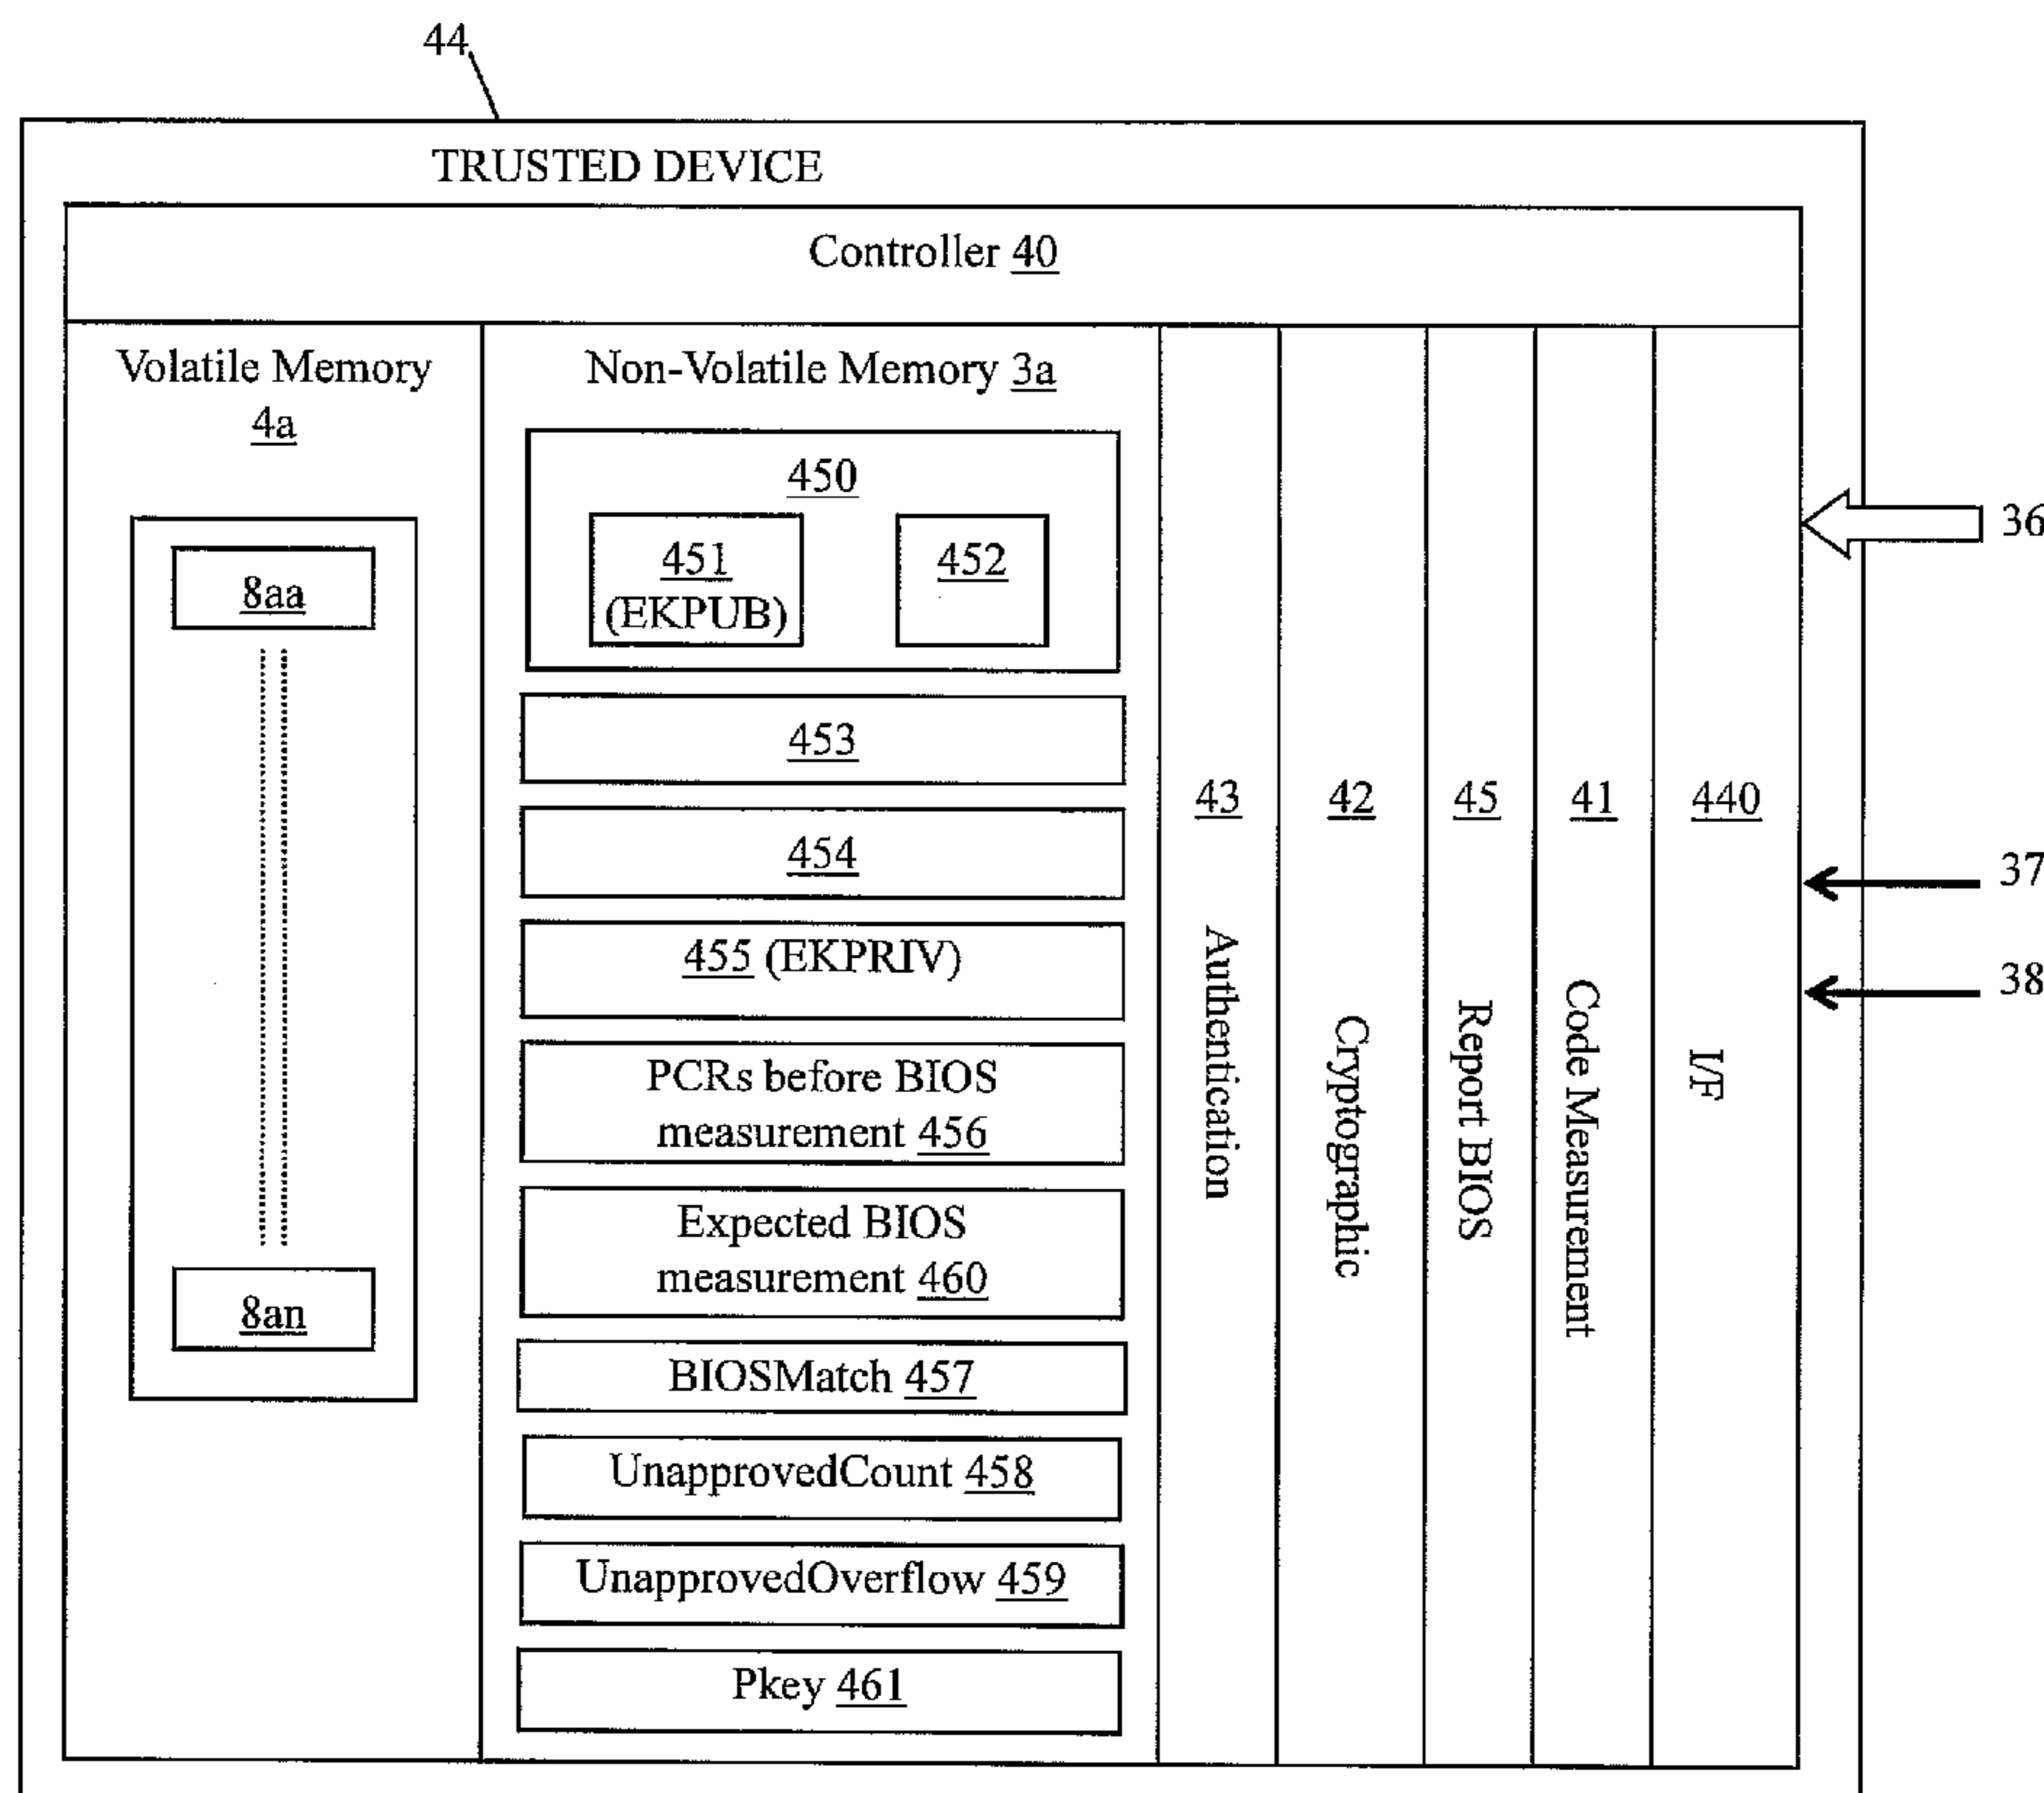 44
TRUSTED DEVICE
Controller 40
Volatile Memory
4a
8aa
8an
Non-Volatile Memory 3a
450
451
(EKPUB)
452
453
454
455 (EKPRIV)
PCRs before BIOS
measurement 456
Expected BIOS
measurement 460
BIOSMatch 457
UnapprovedCount 458
UnapprovedOverflow 459
Pkey 461
43
Authentication
42
Cryptographic
45
Report BIOS
41
Code Measurement
440
I/F
36
37
38